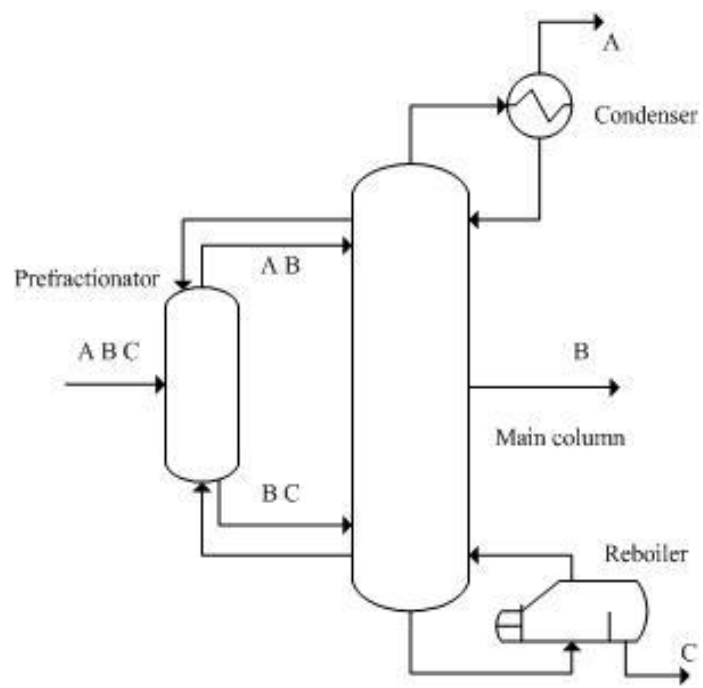 A
Condenser
A B
Prefractionator
A B C
B
Main column
B C
Reboiler
C